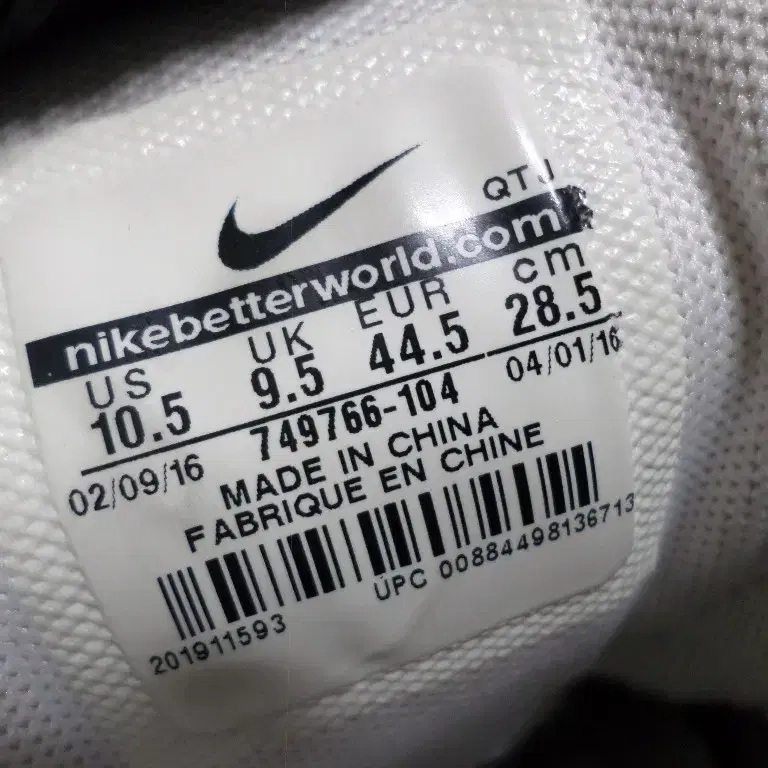 QTJ
nikebetterworld.com
US UK EUR cm
10.5 9.5 44.5 28.5
02/09/16 749766-104 04/01/16
MADE IN CHINA
FABRIQUE EN CHINE
UPC 00884498136713
201911593